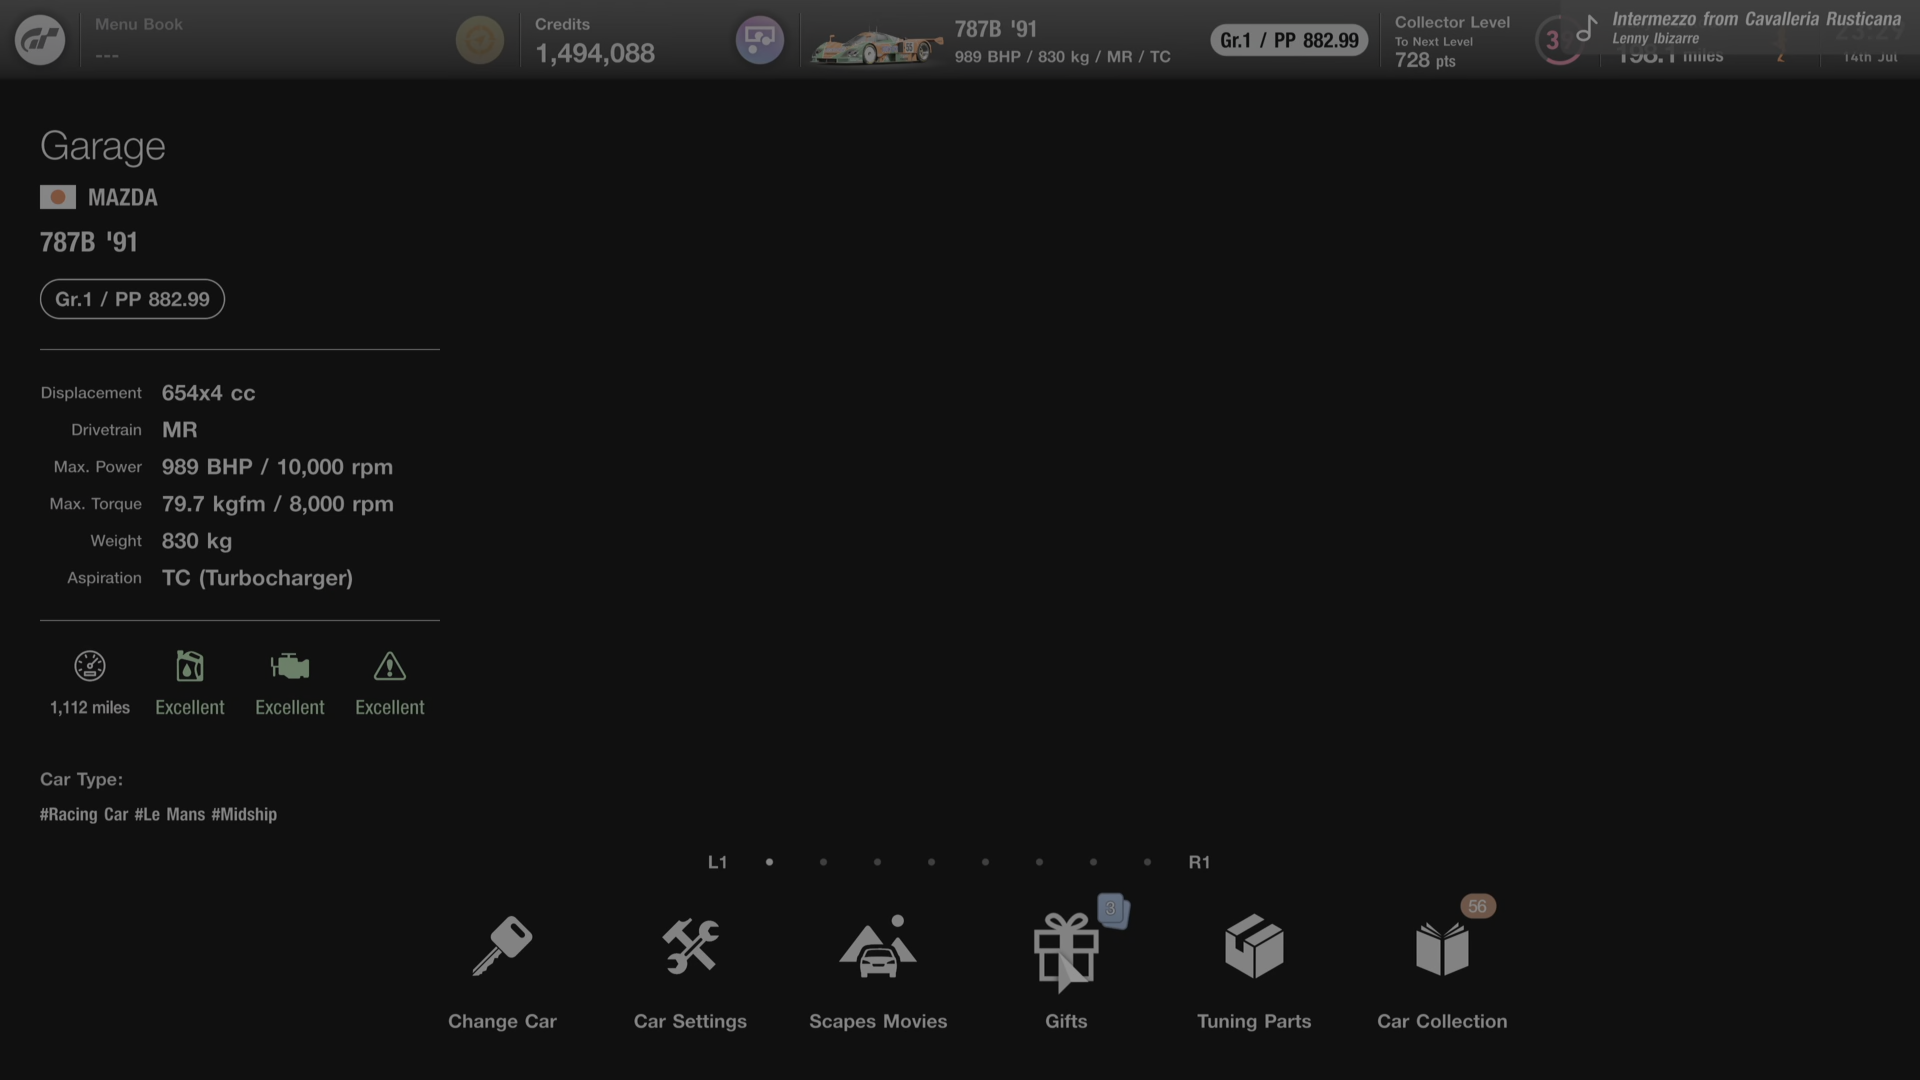 Menu Book
---
Credits
1,494,088
787B '91
989 BHP / 830 kg / MR / TC
Gr.1 / PP 882.99
Collector Level
To Next Level
728 pts
Intermezzo from Cavalleria Rusticana
Lenny Ibizarre
198.1 miles
14th Jul
Garage
MAZDA
787B '91
Gr.1 / PP 882.99
Displacement 654x4 cc
Drivetrain MR
Max. Power 989 BHP / 10,000 rpm
Max. Torque 79.7 kgfm / 8,000 rpm
Weight 830 kg
Aspiration TC (Turbocharger)
1,112 miles Excellent Excellent Excellent
Car Type:
#Racing Car #Le Mans #Midship
L1 R1
3 56
Change Car Car Settings Scapes Movies Gifts Tuning Parts Car Collection